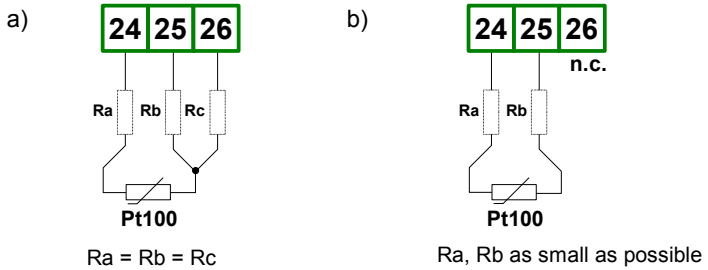 a)
24 25 26
Ra Rb Rc
Pt100
Ra = Rb = Rc
b)
24 25 26
n.c.
Ra Rb
Pt100
Ra, Rb as small as possible